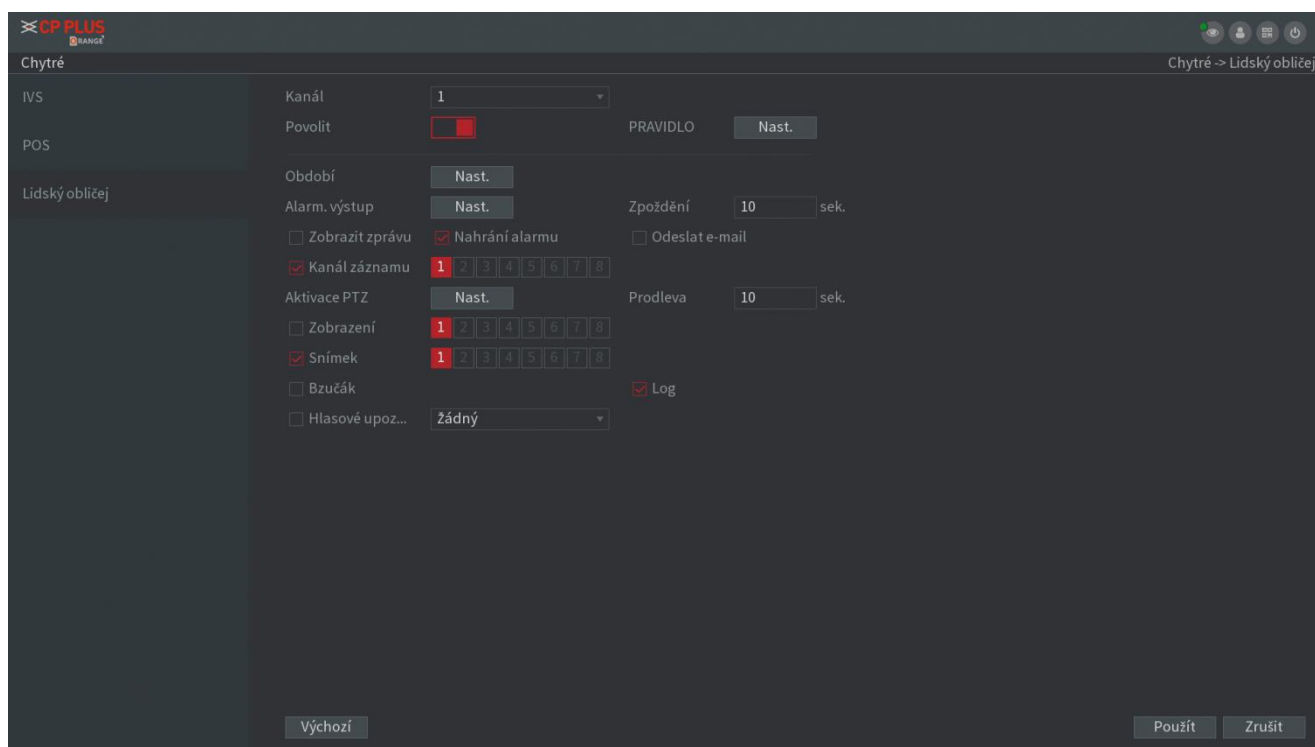 CP PLUS
ORANGE
Chytré
Chytré -> Lidský obličej
IVS
POS
Lidský obličej
Kanál 1
Povolit PRAVIDLO Nast.
Období Nast.
Alarm. výstup Nast. Zpoždění 10 sek.
Zobrazit zprávu Nahrání alarmu Odeslat e-mail
Kanál záznamu 1 2 3 4 5 6 7 8
Aktivace PTZ Nast. Prodleva 10 sek.
Zobrazení 1 2 3 4 5 6 7 8
Snímek 1 2 3 4 5 6 7 8
Bzučák Log
Hlasové upoz... Žádný
Výchozí Použít Zrušit